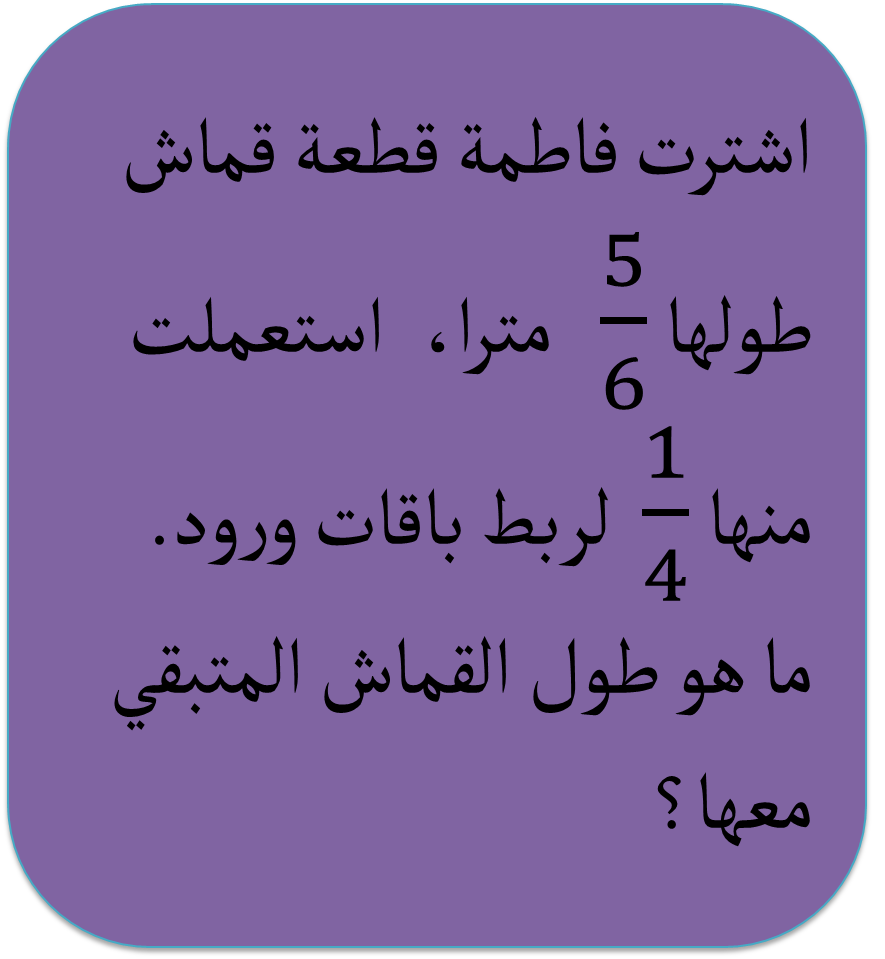 اشترت فاطمة قطعة قماش
طولها 5/6 مترا، استعملت
منها 1/4 لربط باقات ورود.
ما هو طول القماش المتبقي
معها؟